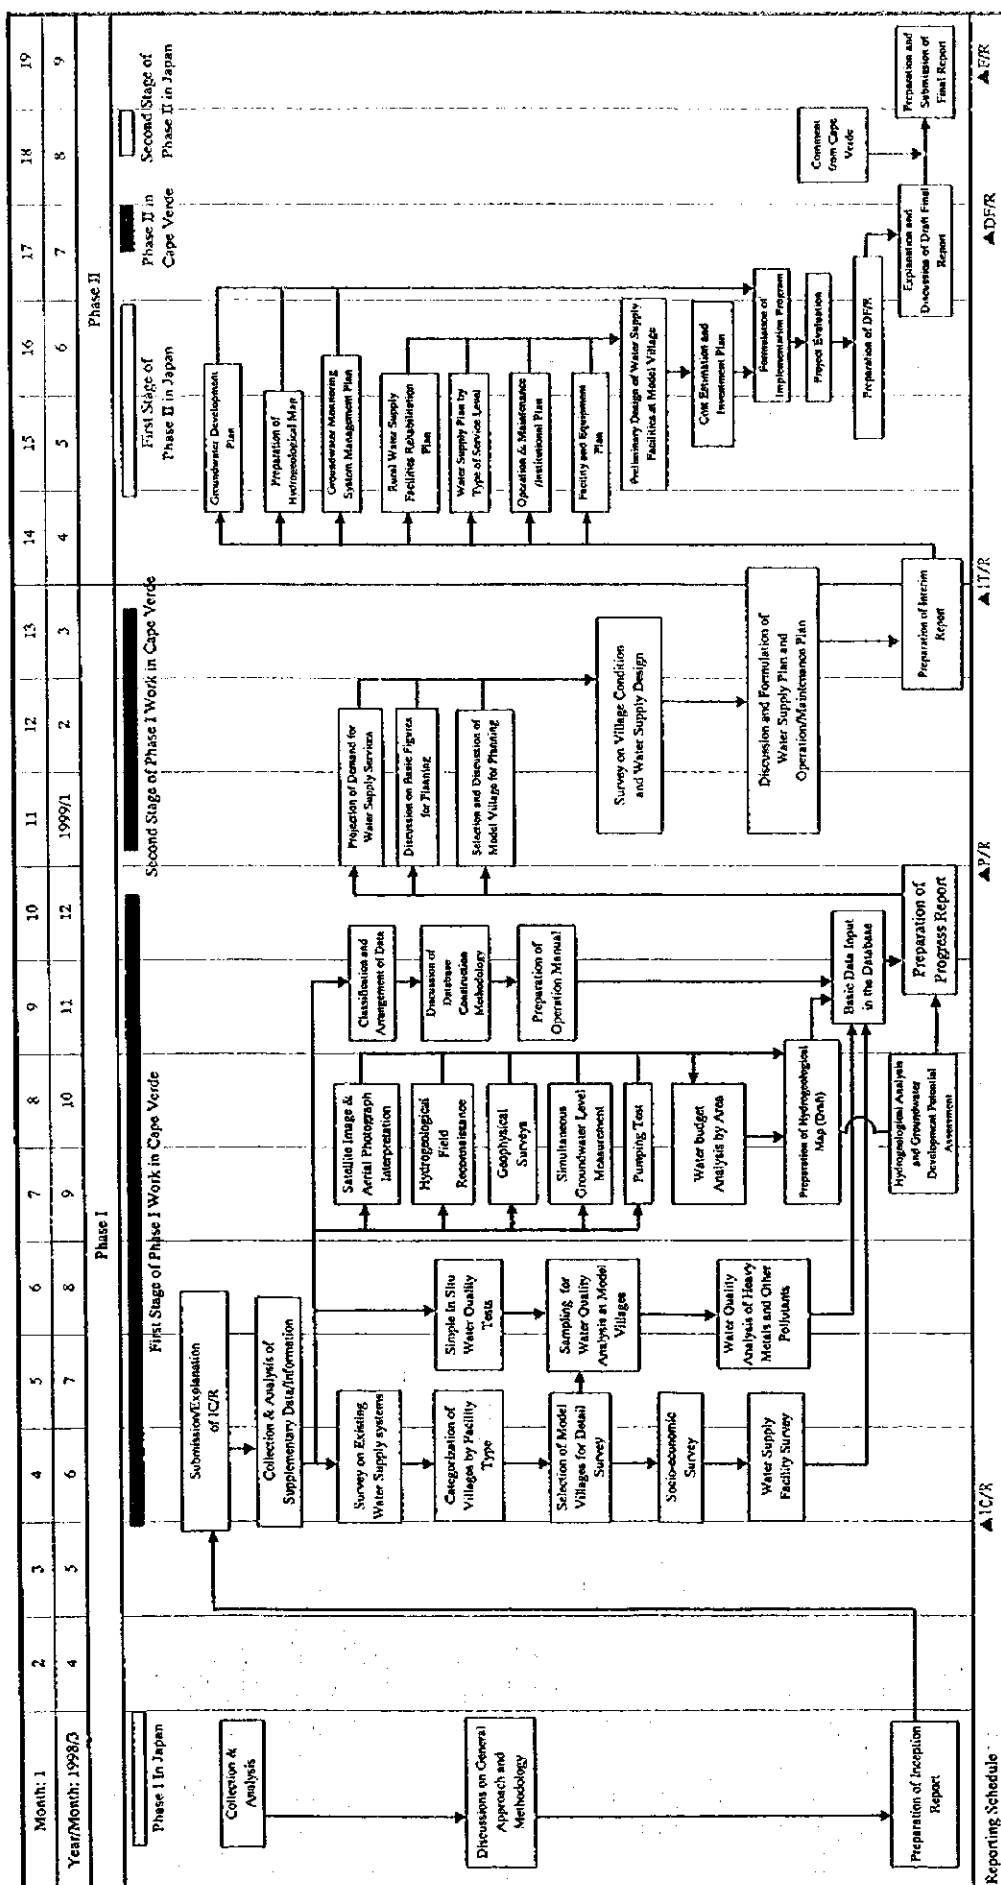 Month: 1 2 3 4 5 6 7 8 9 10 11 12 13 14 15 16 17 18 19
Year/Month: 1998/3 4 5 6 7 8 9 10 11 12 1999/1 2 3 4 5 6 7 8 9
Phase I
Phase II
Phase I In Japan
First Stage of Phase I Work in Cape Verde
Second Stage of Phase I Work in Cape Verde
First Stage of
Phase II in Japan
Phase II in
Cape Verde
Second Stage of
Phase II in Japan
Collection &
Analysis
Discussions on General
Approach and
Methodology
Preparation of Inception
Report
Submission/Explanation
of IC/R
Collection & Analysis of
Supplementary Data/Information
Survey on Existing
Water Supply systems
Categorization of
Villages by Facility
Type
Selection of Model
Villages for Detail
Survey
Socio-economic
Survey
Water Supply
Facility Survey
Simple In Situ
Water Quality
Tests
Sampling for
Water Quality
Analysis at Model
Villages
Water Quality
Analysis of Heavy
Metals and Other
Pollutants
Satellite Image &
Aerial Photograph
Interpretation
Hydrogeological
Field
Reconnaistance
Geophysical
Surveys
Simultaneous
Groundwater Level
Measurement
Pumping Test
Water budget
Analysis by Area
Preparation of Hydrogeological
Map (Draft)
Hydrogeological Analysis
and Groundwater
Development Potential
Assessment
Classification and
Arrangement of Data
Discussion of
Database
Construction
Methodology
Preparation of
Operation Manual
Basic Data Input
in the Database
Preparation of
Progress Report
Projection of Demand for
Water Supply Services
Discussion on Basic Figures
for Planning
Selection and Discussion of
Model Village for Planning
Survey on Village Condition
and Water Supply Design
Discussion and Formulation of
Water Supply Plan and
Operation/Maintenance Plan
Preparation of Interim
Report
Groundwater Development
Plan
Preparation of
Hydrogeological Map
Groundwater Monitoring
System Management Plan
Rural Water Supply
Facilities Rehabilitation
Plan
Water Supply Plan by
Type of Service Level
Operation & Maintenance
/Institutional Plan
Facility and Equipment
Plan
Preliminary Design of Water Supply
Facilities at Model Village
Cost Estimation and
Investment Plan
Formulation of
Implementation Program
Project Evaluation
Preparation of DF/R
Explanation and
Discussion of Draft Final
Report
Comment
from Cape
Verde
Preparation and
Submission of
Final Report
Reporting Schedule
▲IC/R
▲P/R
▲IT/R
▲DF/R
▲F/R